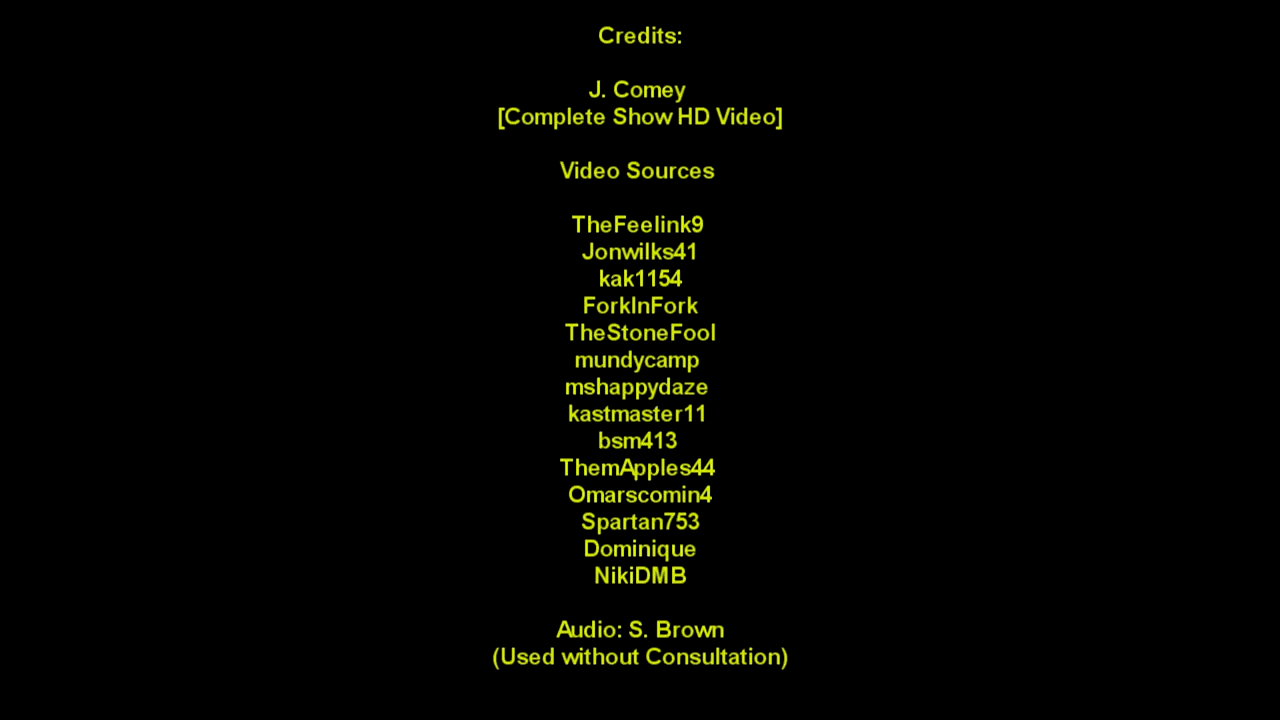 Credits:
J. Comey
[Complete Show HD Video]
Video Sources
TheFeelink9
Jonwilks41
kak1154
ForkInFork
TheStoneFool
mundycamp
mshappydaze
kastmaster11
bsm413
ThemApples44
Omarscomin4
Spartan753
Dominique
NikiDMB
Audio: S. Brown
(Used without Consultation)